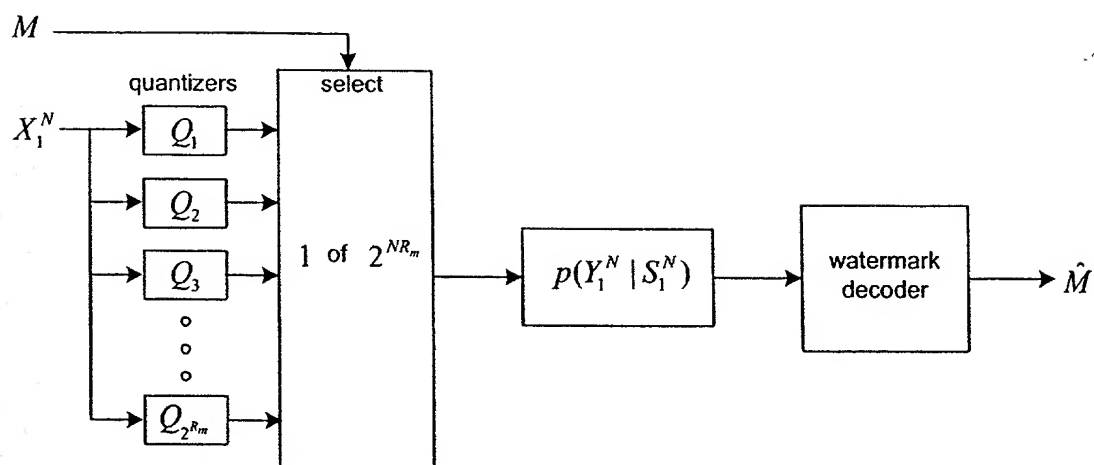 M
quantizers
select
X_1^N
Q_1
Q_2
Q_3
1 of 2^{NR_m}
Q_{2^{R_m}}
p(Y_1^N | S_1^N)
watermark
decoder
M̂